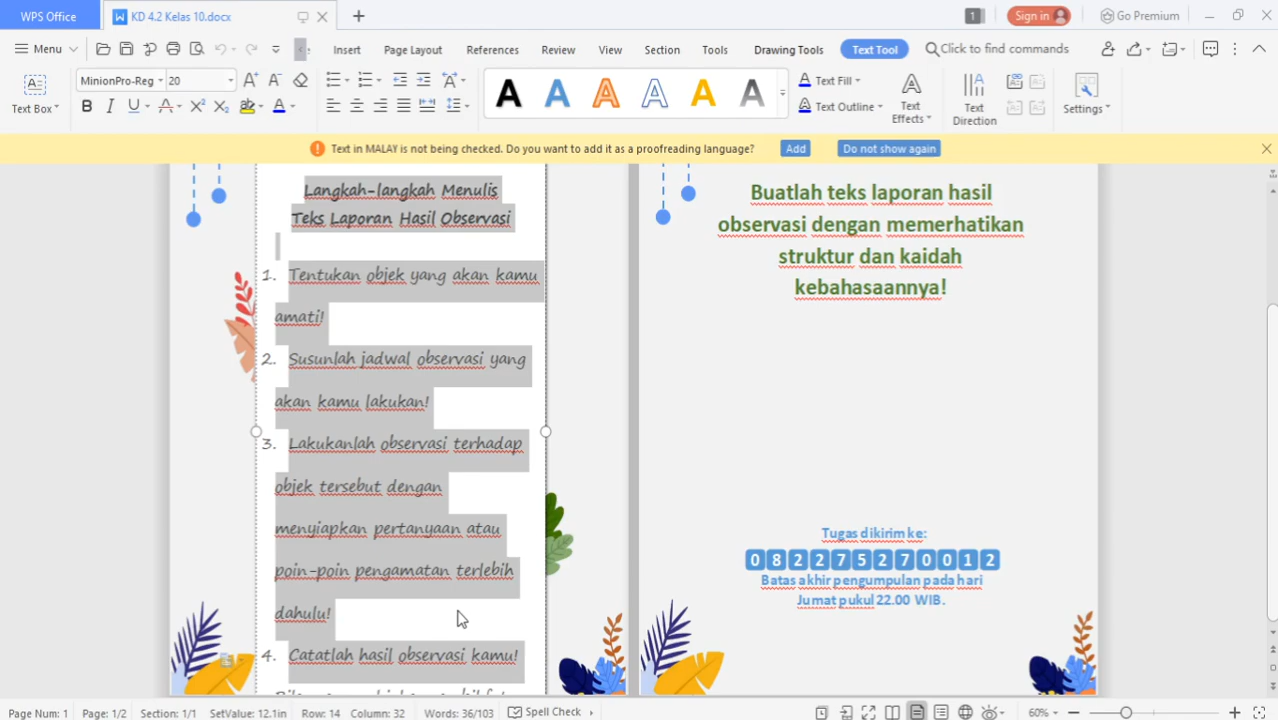 WPS Office
KD 4.2 Kelas 10.docx
1
Sign in
Go Premium
Menu
Insert
Page Layout
References
Review
View
Section
Tools
Drawing Tools
Text Tool
Click to find commands
Text Box
MinionPro-Reg
20
Text Fill
Text Outline
Text Effects
Text Direction
Settings
Text in MALAY is not being checked. Do you want to add it as a proofreading language?
Add
Do not show again
Langkah-langkah Menulis
Teks Laporan Hasil Observasi
1. Tentukan objek yang akan kamu
amati!
2. Susunlah jadwal observasi yang
akan kamu lakukan!
3. Lakukanlah observasi terhadap
objek tersebut dengan
menyiapkan pertanyaan atau
poin-poin pengamatan terlebih
dahulu!
4. Catatlah hasil observasi kamu!
Buatlah teks laporan hasil
observasi dengan memerhatikan
struktur dan kaidah
kebahasaannya!
Tugas dikirim ke:
082275270012
Batas akhir pengumpulan pada hari
Jumat pukul 22.00 WIB.
Page Num: 1
Page: 1/2
Section: 1/1
SetValue: 12.1in
Row: 14
Column: 32
Words: 36/103
Spell Check
60%